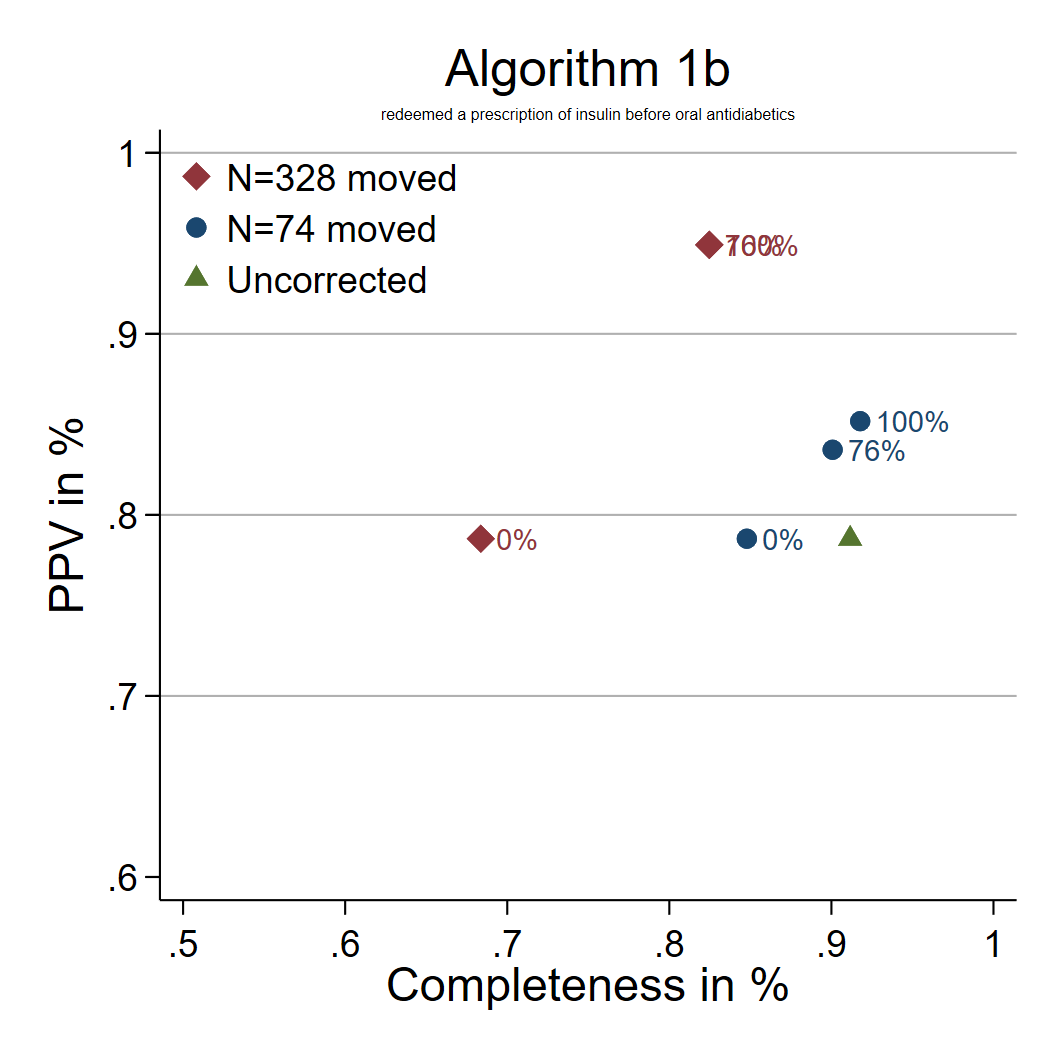 Algorithm 1b
redeemed a prescription of insulin before oral antidiabetics
1
N=328 moved
N=74 moved
Uncorrected
.9
100%
76%
.8
0%
0%
.7
.6
PPV in %
.5
.6
.7
.8
.9
1
Completeness in %